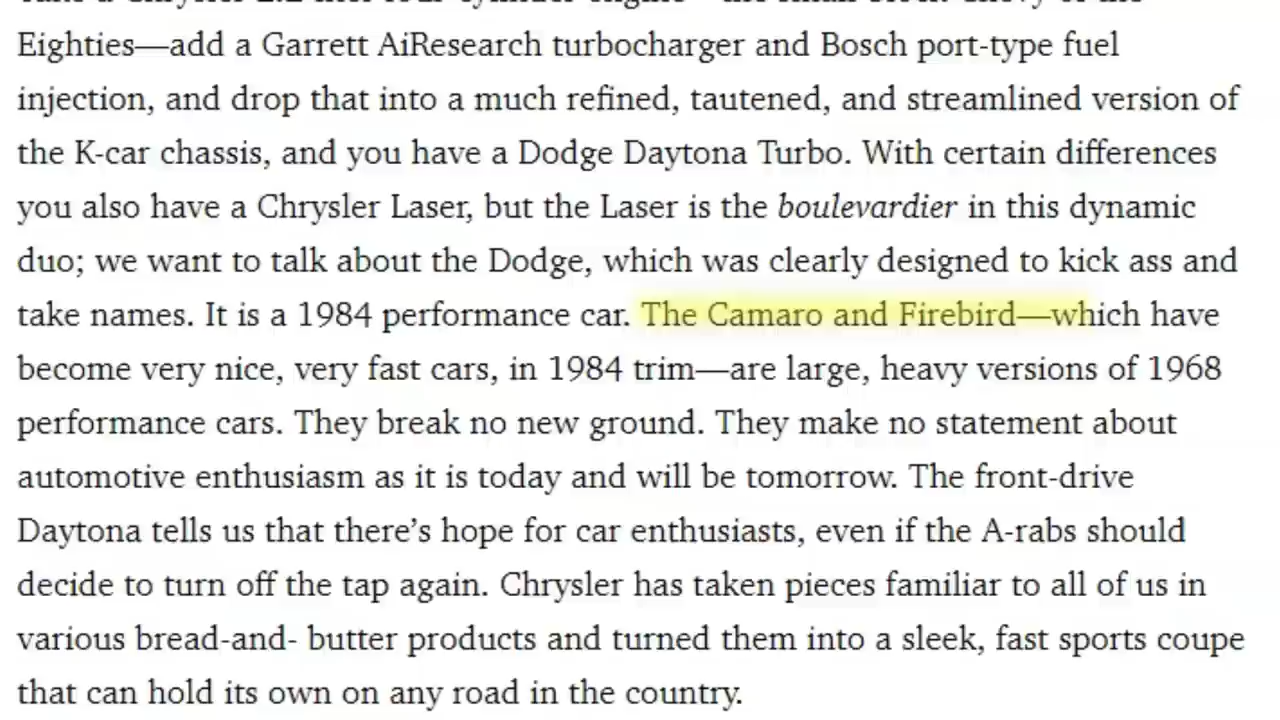 Eighties—add a Garrett AiResearch turbocharger and Bosch port-type fuel
injection, and drop that into a much refined, tautened, and streamlined version of
the K-car chassis, and you have a Dodge Daytona Turbo. With certain differences
you also have a Chrysler Laser, but the Laser is the boulevardier in this dynamic
duo; we want to talk about the Dodge, which was clearly designed to kick ass and
take names. It is a 1984 performance car. The Camaro and Firebird—which have
become very nice, very fast cars, in 1984 trim—are large, heavy versions of 1968
performance cars. They break no new ground. They make no statement about
automotive enthusiasm as it is today and will be tomorrow. The front-drive
Daytona tells us that there’s hope for car enthusiasts, even if the A-rabs should
decide to turn off the tap again. Chrysler has taken pieces familiar to all of us in
various bread-and- butter products and turned them into a sleek, fast sports coupe
that can hold its own on any road in the country.